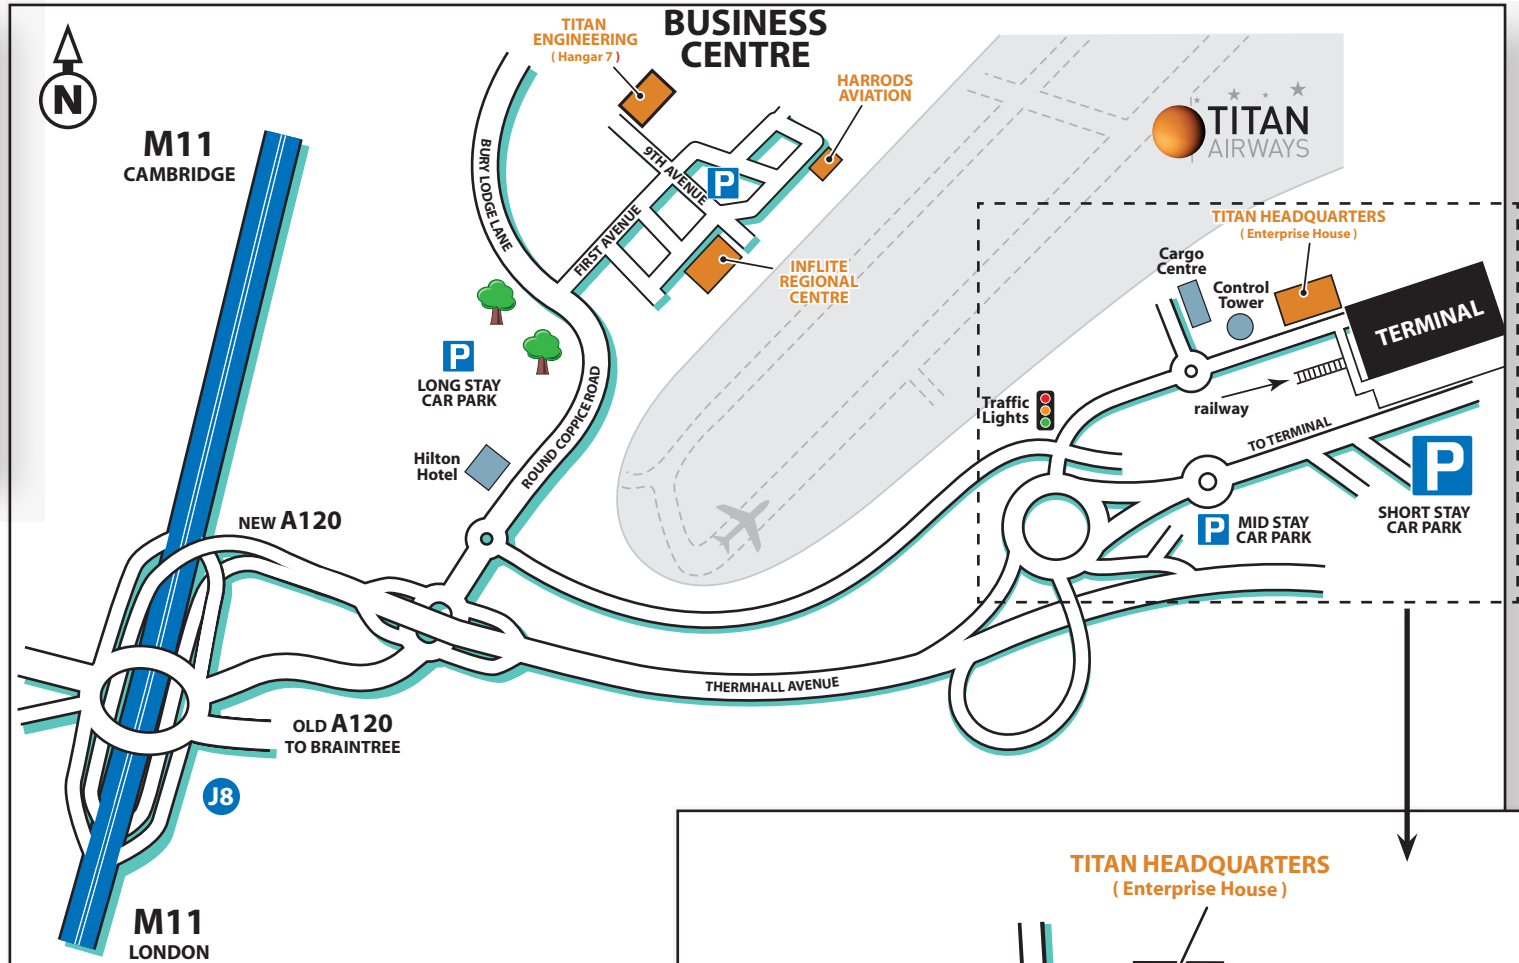 N
M11
CAMBRIDGE
TITAN
ENGINEERING
( Hangar 7 )
BUSINESS
CENTRE
HARRODS
AVIATION
TITAN
AIRWAYS
BURY LODGE LANE
9TH AVENUE
P
FIRST AVENUE
INFLITE
REGIONAL
CENTRE
TITAN HEADQUARTERS
( Enterprise House )
Cargo
Centre
Control
Tower
TERMINAL
P
LONG STAY
CAR PARK
ROUND COPPICE ROAD
Hilton
Hotel
Traffic
Lights
railway
TO TERMINAL
P
SHORT STAY
CAR PARK
P
MID STAY
CAR PARK
NEW A120
THERMHALL AVENUE
OLD A120
TO BRAINTREE
J8
M11
LONDON
TITAN HEADQUARTERS
( Enterprise House )